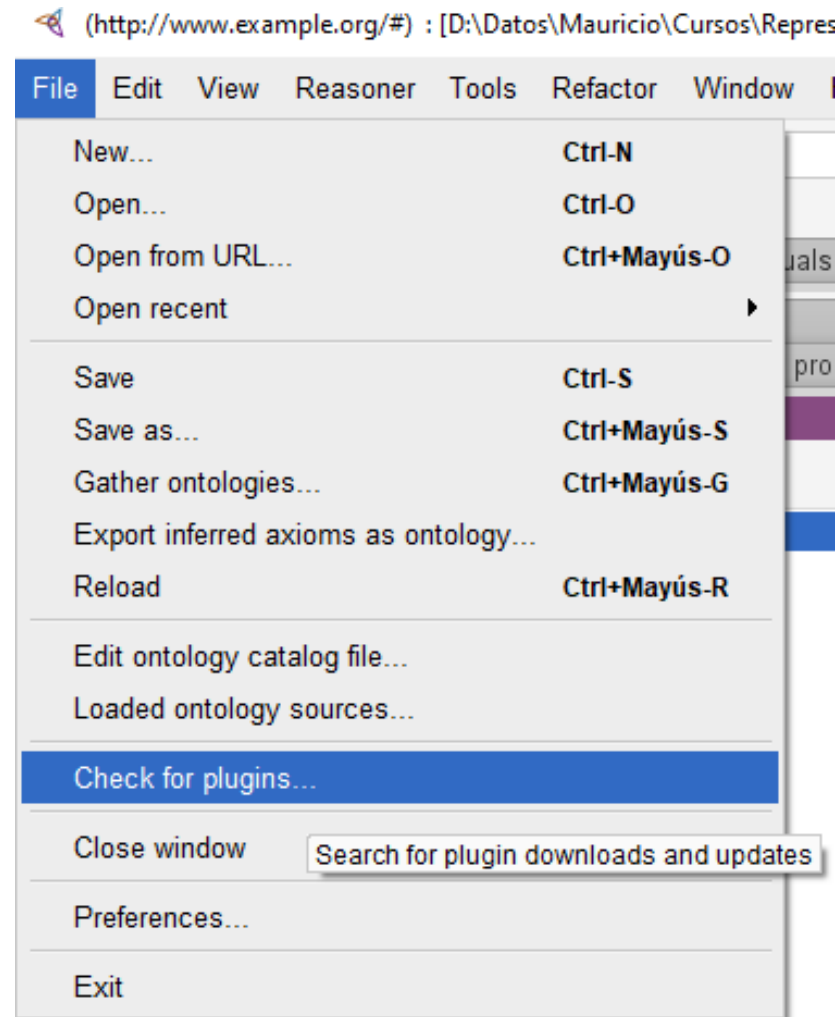 (http://www.example.org/#) : [D:\Datos\Mauricio\Cursos\Repres
File Edit View Reasoner Tools Refactor Window
New... Ctrl-N
Open... Ctrl-O
Open from URL... Ctrl+Mayús-O
uals
Open recent
Save Ctrl-S
pro
Save as... Ctrl+Mayús-S
Gather ontologies... Ctrl+Mayús-G
Export inferred axioms as ontology...
Reload Ctrl+Mayús-R
Edit ontology catalog file...
Loaded ontology sources...
Check for plugins...
Close window
Search for plugin downloads and updates
Preferences...
Exit